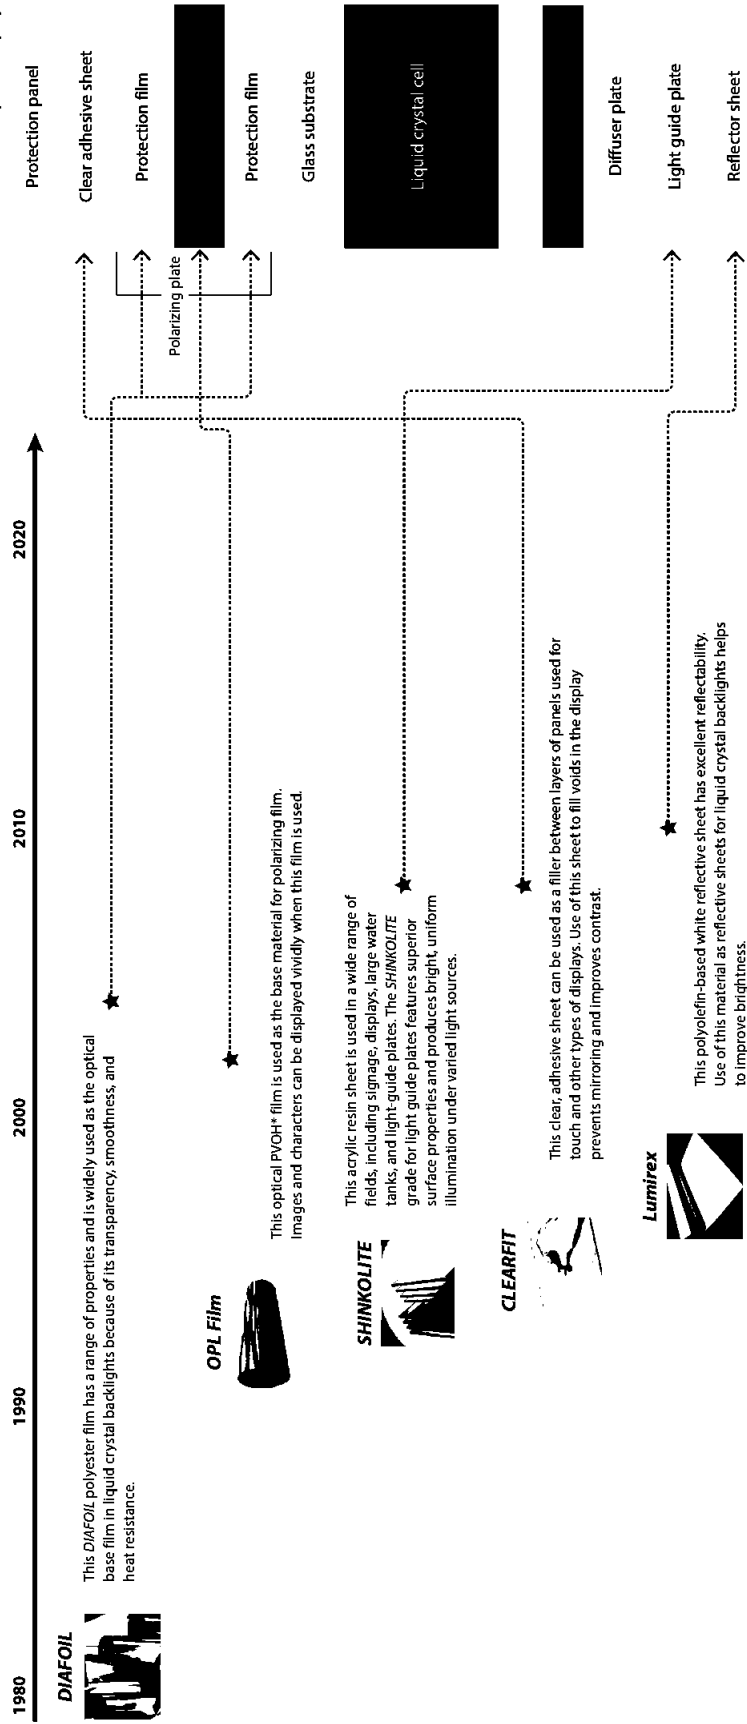 1980
1990
2000
2010
2020
DIAFOIL
This DIAFOIL polyester film has a range of properties and is widely used as the optical
base film in liquid crystal backlights because of its transparency, smoothness, and
heat resistance.
OPL Film
This optical PVOH* film is used as the base material for polarizing film.
Images and characters can be displayed vividly when this film is used.
SHINKOLITE
This acrylic resin sheet is used in a wide range of
fields, including signage, displays, large water
tanks, and light-guide plates. The SHINKOLITE
grade for light guide plates features superior
surface properties and produces bright, uniform
illumination under varied light sources.
CLEARFIT
This clear, adhesive sheet can be used as a filler between layers of panels used for
touch and other types of displays. Use of this sheet to fill voids in the display
prevents mirroring and improves contrast.
Lumirex
This polyolefin-based white reflective sheet has excellent reflectability.
Use of this material as reflective sheets for liquid crystal backlights helps
to improve brightness.
Polarizing plate
Protection panel
Clear adhesive sheet
Protection film
Protection film
Glass substrate
Liquid crystal cell
Diffuser plate
Light guide plate
Reflector sheet